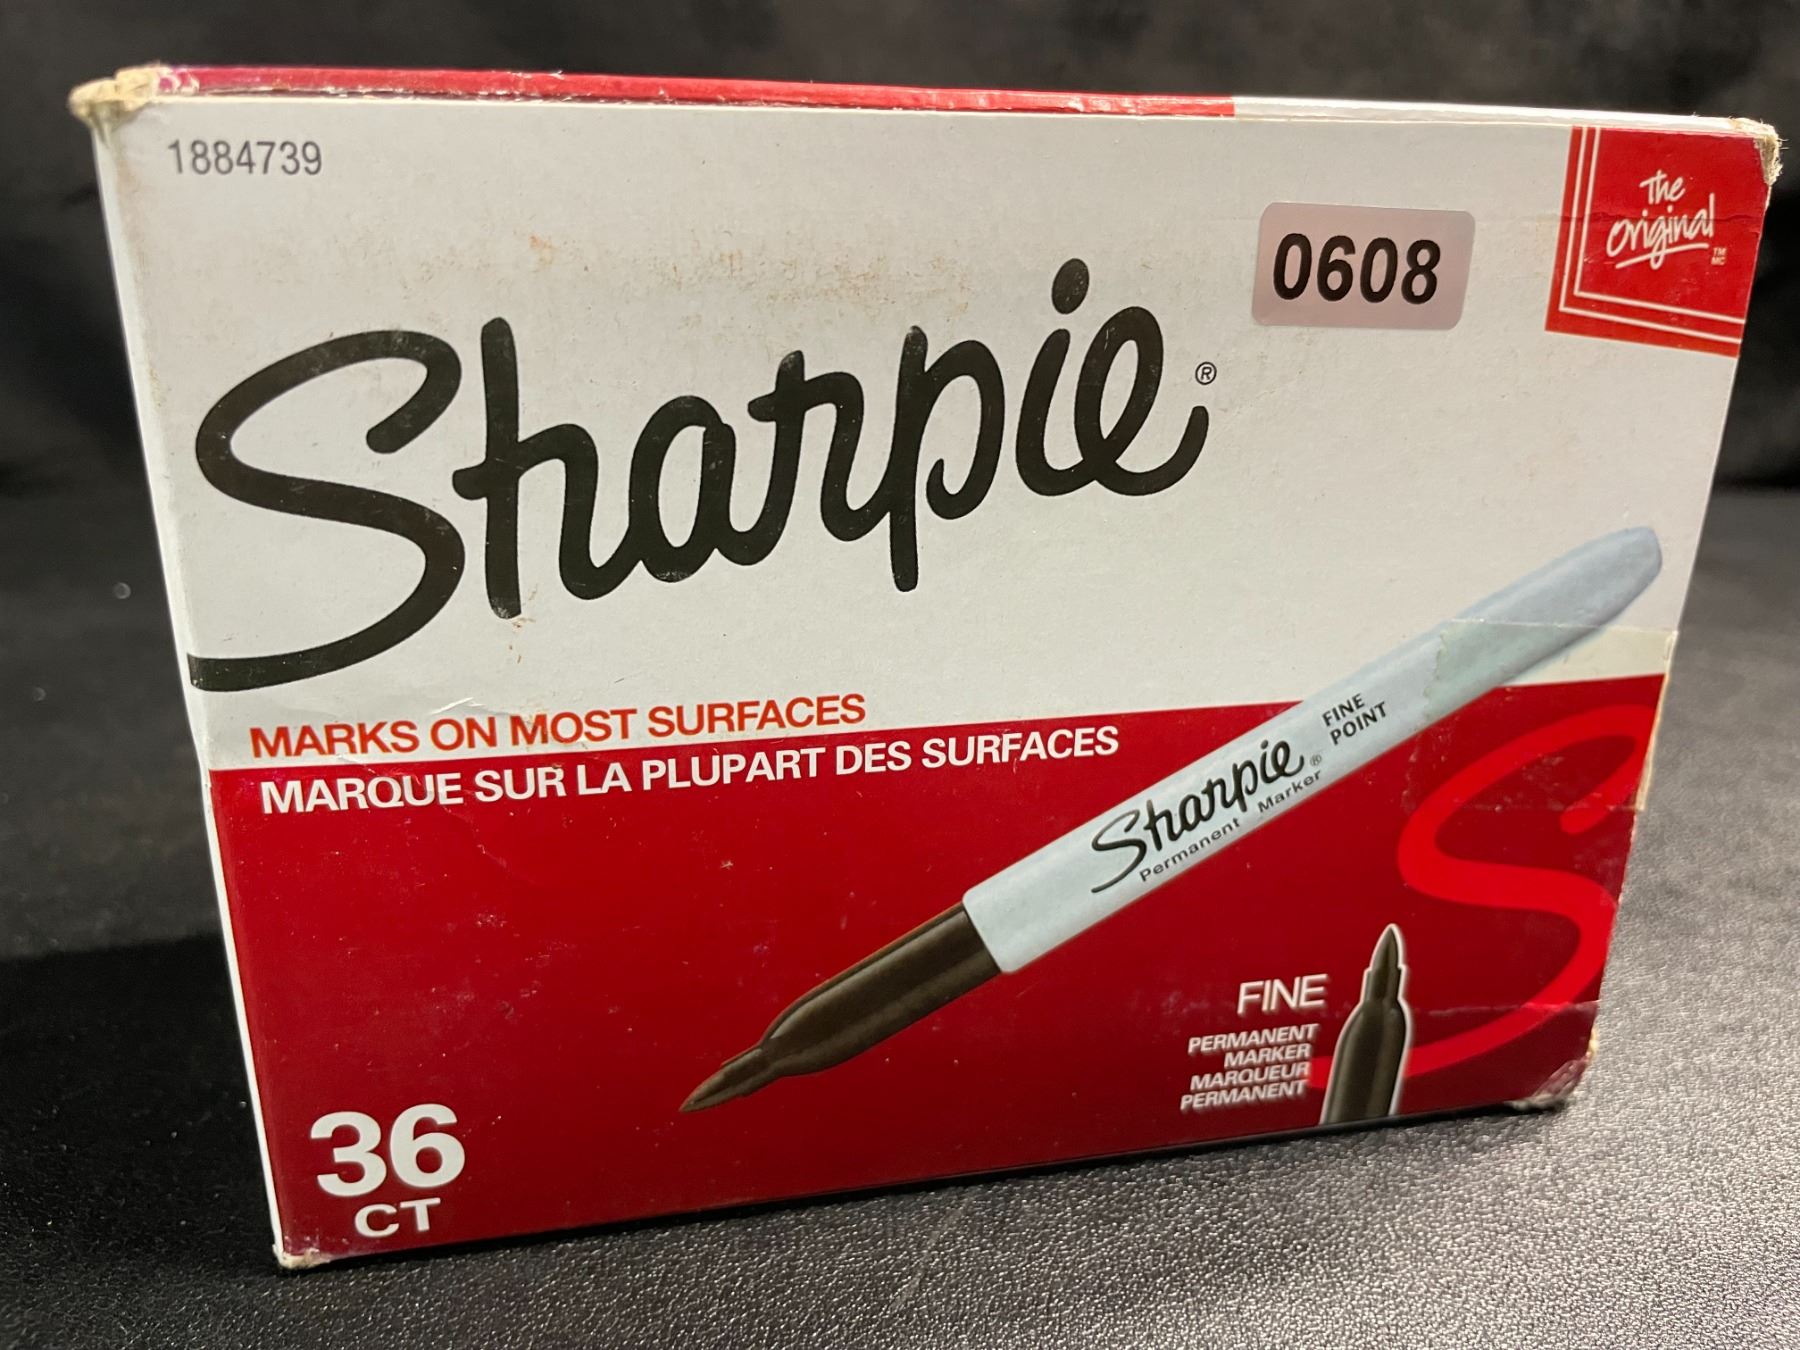 1884739
The
Original
TM
MC
0608
Sharpie®
MARKS ON MOST SURFACES
MARQUE SUR LA PLUPART DES SURFACES
FINE
POINT
Sharpie®
Permanent Marker
FINE
PERMANENT
MARKER
MARQUEUR
PERMANENT
36
CT